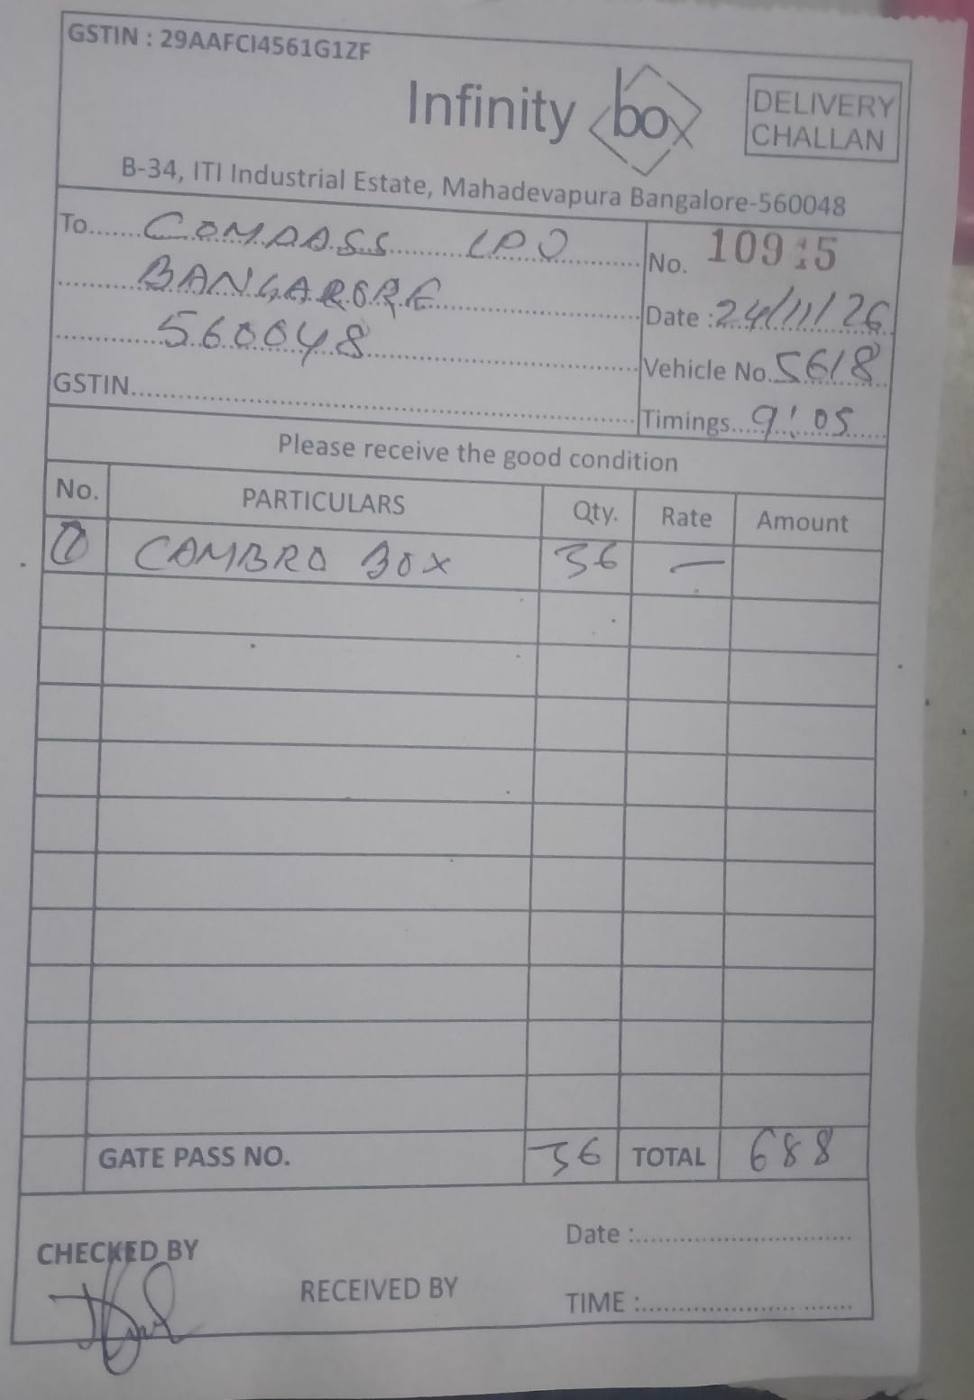 GSTIN : 29AAFCI4561G1ZF
Infinity box
DELIVERY CHALLAN
B-34, ITI Industrial Estate, Mahadevapura Bangalore-560048
To COMPASS
BANGARORE
560048
GSTIN
No. 10915
Date : 24/11/26
Vehicle No. 5618
Timings 9:05
Please receive the good condition
No. PARTICULARS Qty. Rate Amount
1 CAMBRO BOX 36 —
GATE PASS NO. 36 TOTAL 688
CHECKED BY
RECEIVED BY
Date :
TIME :